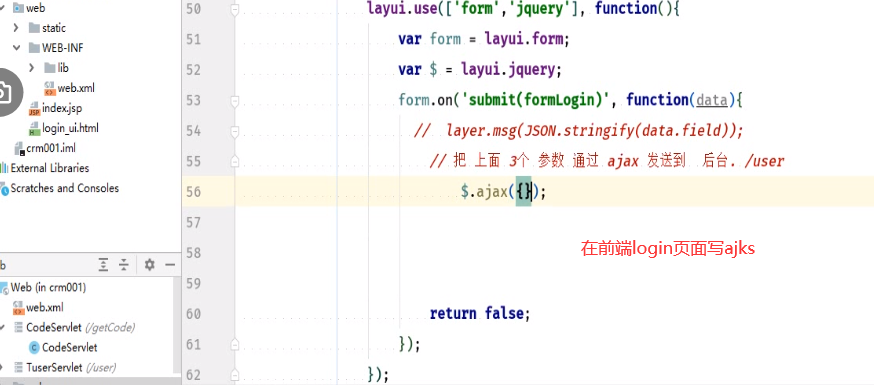 web
static
WEB-INF
lib
web.xml
index.jsp
login_ui.html
crm001.iml
External Libraries
Scratches and Consoles
b
Web (in crm001)
web.xml
CodeServlet (/getCode)
CodeServlet
TuserServlet (/user)
50 layui.use(['form','jquery'], function(){
51 var form = layui.form;
52 var $ = layui.jquery;
53 form.on('submit(formLogin)', function(data){
54 // layer.msg(JSON.stringify(data.field));
55 // 把 上面 3个 参数 通过 ajax 发送到 后台. /user
56 $.ajax({});
57
58
在前端login页面写ajks
59
60 return false;
61 });
62 });